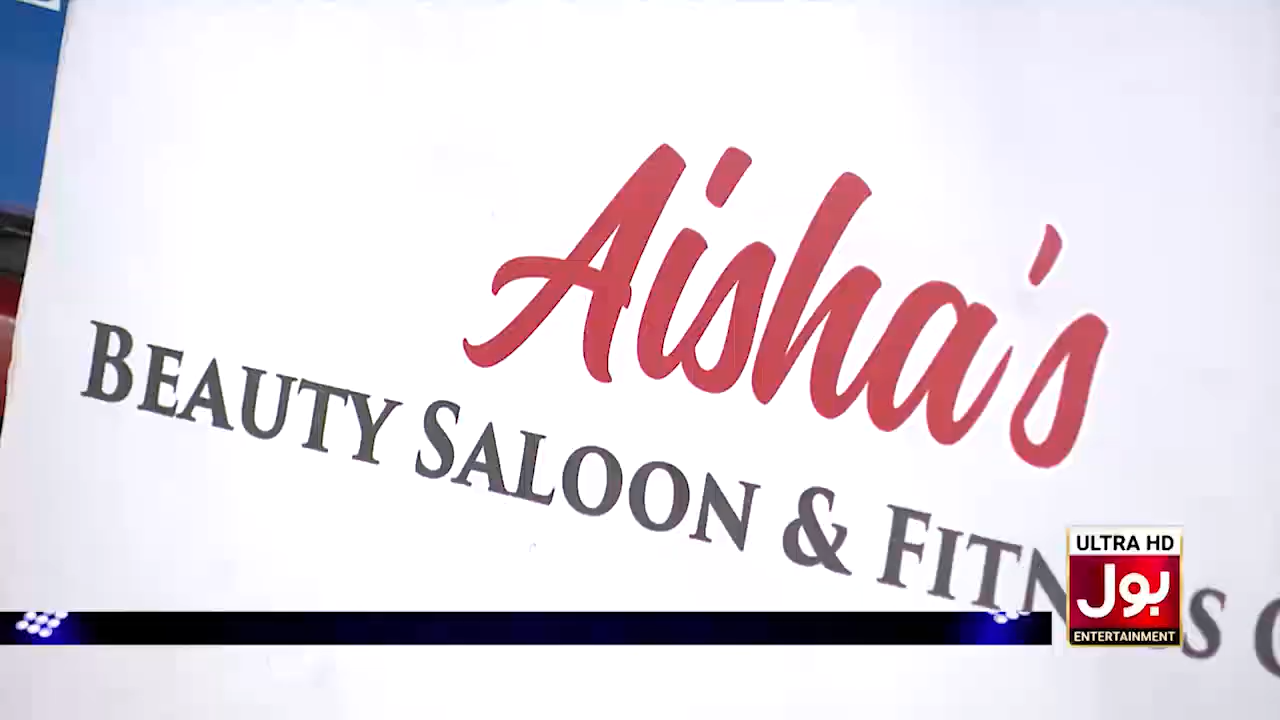 Aisha's
BEAUTY SALOON & FITN S
ULTRA HD
بول
ENTERTAINMENT